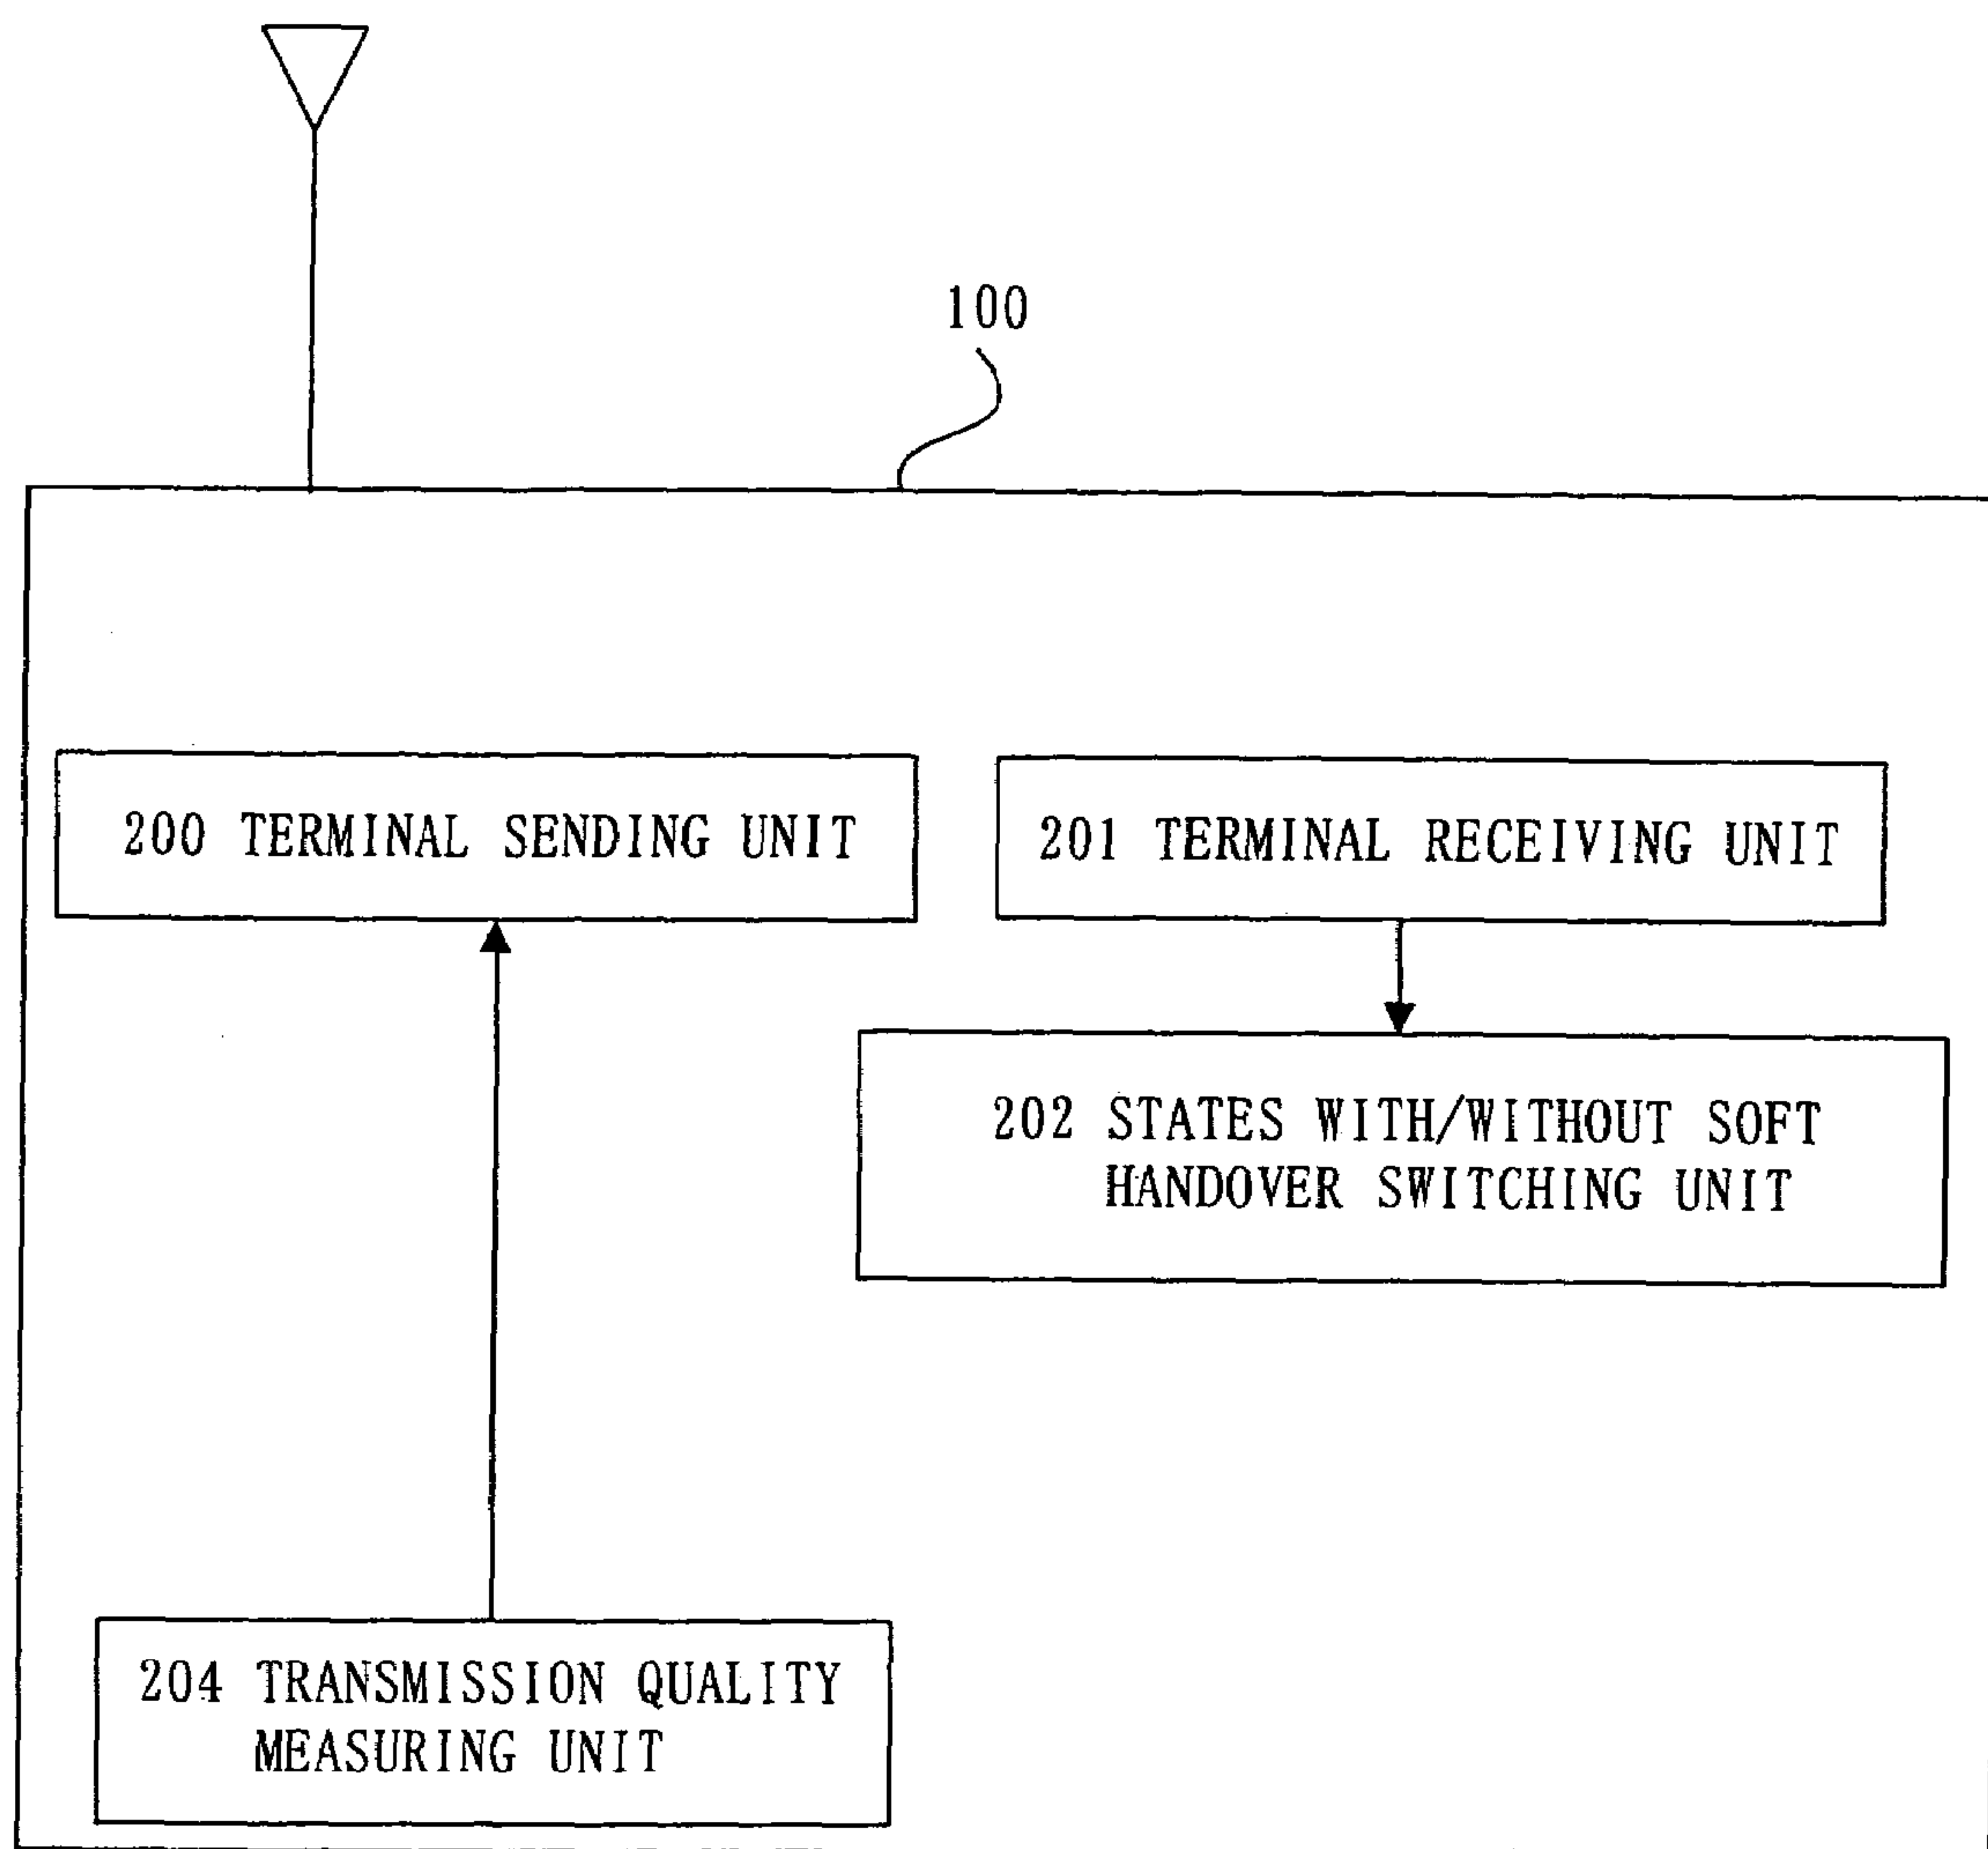 100
200 TERMINAL SENDING UNIT
201 TERMINAL RECEIVING UNIT
202 STATES WITH/WITHOUT SOFT
HANDOVER SWITCHING UNIT
204 TRANSMISSION QUALITY
MEASURING UNIT